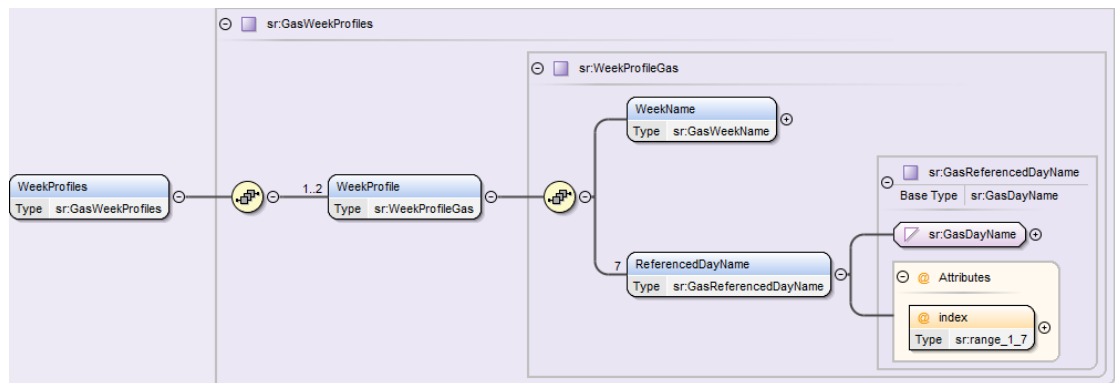 sr:GasWeekProfiles
sr:WeekProfileGas
WeekName
Type sr:GasWeekName
sr:GasReferencedDayName
Base Type sr:GasDayName
WeekProfiles
Type sr:GasWeekProfiles
1..2
WeekProfile
Type sr:WeekProfileGas
sr:GasDayName
7
ReferencedDayName
Type sr:GasReferencedDayName
@ Attributes
@ index
Type sr:range_1_7